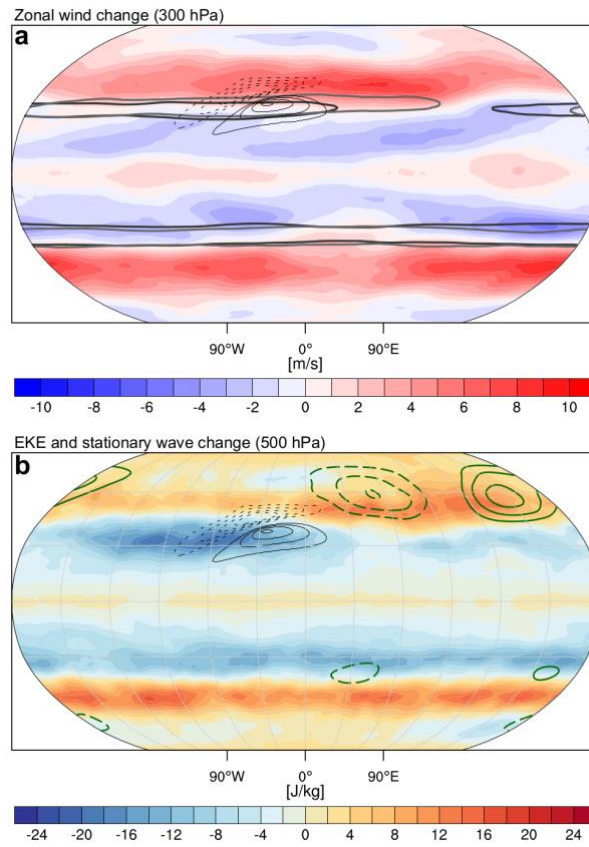 Zonal wind change (300 hPa)
a
90°W 0° 90°E
[m/s]
-10 -8 -6 -4 -2 0 2 4 6 8 10
EKE and stationary wave change (500 hPa)
b
90°W 0° 90°E
[J/kg]
-24 -20 -16 -12 -8 -4 0 4 8 12 16 20 24